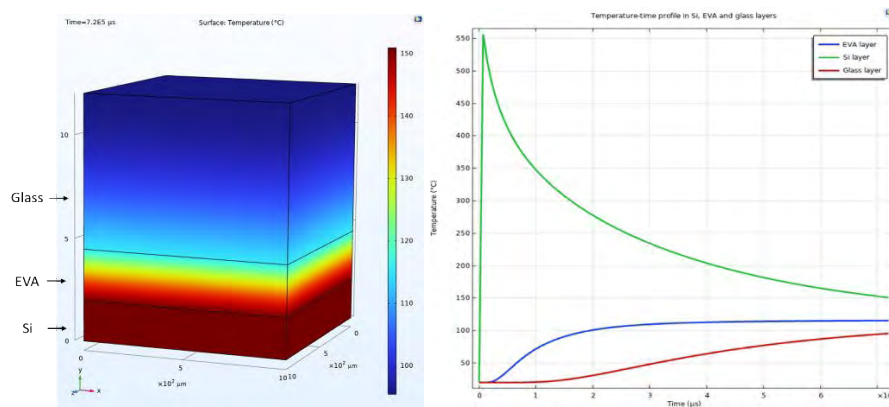 Time=7.2E5 µs Surface: Temperature (°C)
150
140
130
120
110
100
10
5
0
Glass
EVA
Si
0
5
10
×10² µm
10
5
0
×10² µm
y
z x
Temperature-time profile in Si, EVA and glass layers
EVA layer
Si layer
Glass layer
Temperature (°C)
550
500
450
400
350
300
250
200
150
100
50
0 1 2 3 4 5 6 7
Time (µs)